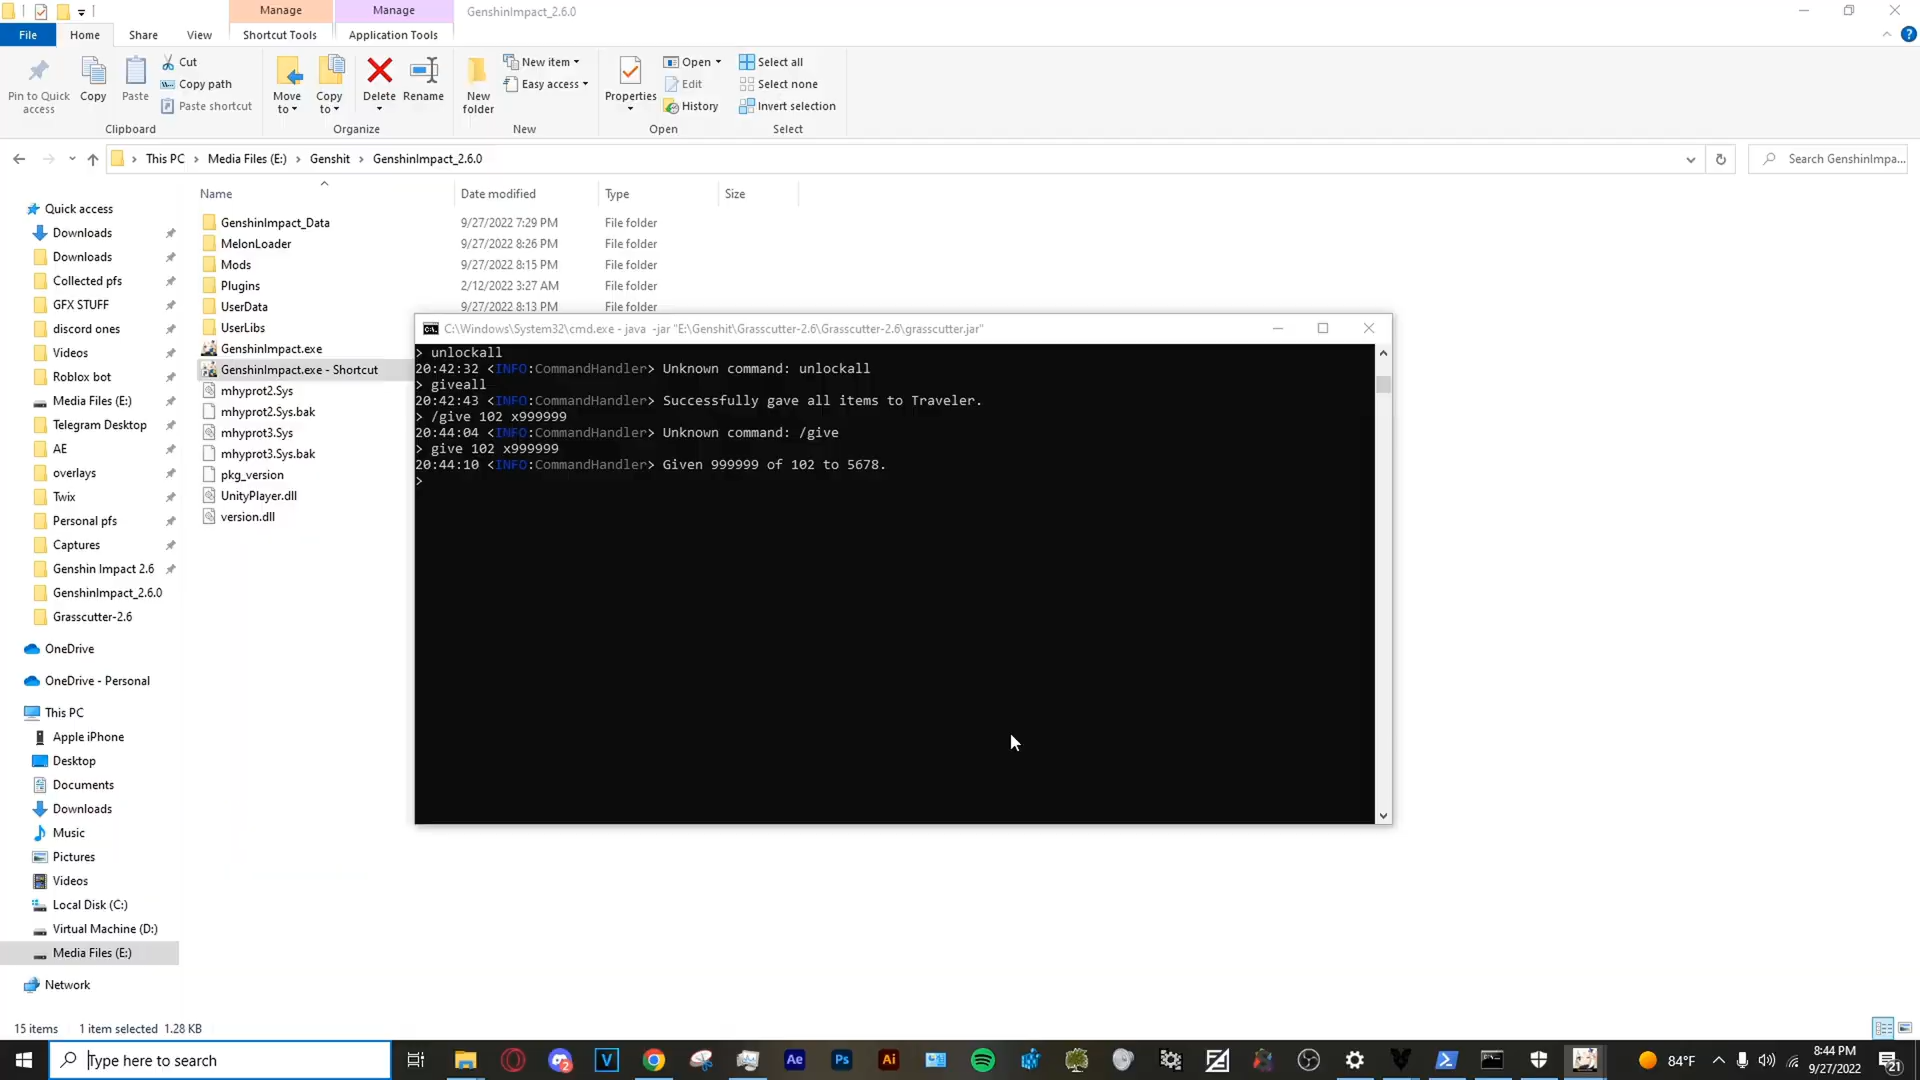 Manage
Manage
GenshinImpact_2.6.0
File
Home
Share
View
Shortcut Tools
Application Tools
Pin to Quick access
Copy
Paste
Cut
Copy path
Paste shortcut
Clipboard
Move to
Copy to
Delete
Rename
Organize
New folder
New item
Easy access
New
Properties
Open
Edit
History
Open
Select all
Select none
Invert selection
Select
This PC
Media Files (E:)
Genshit
GenshinImpact_2.6.0
Search GenshinImpa...
Name
Date modified
Type
Size
Quick access
Downloads
Downloads
Collected pfs
GFX STUFF
discord ones
Videos
Roblox bot
Media Files (E:)
Telegram Desktop
AE
overlays
Twix
Personal pfs
Captures
Genshin Impact 2.6
GenshinImpact_2.6.0
Grasscutter-2.6
OneDrive
OneDrive - Personal
This PC
Apple iPhone
Desktop
Documents
Downloads
Music
Pictures
Videos
Local Disk (C:)
Virtual Machine (D:)
Media Files (E:)
Network
GenshinImpact_Data 9/27/2022 7:29 PM File folder
MelonLoader 9/27/2022 8:26 PM File folder
Mods 9/27/2022 8:15 PM File folder
Plugins 2/12/2022 3:27 AM File folder
UserData 9/27/2022 8:13 PM File folder
UserLibs
GenshinImpact.exe
GenshinImpact.exe - Shortcut
mhyprot2.Sys
mhyprot2.Sys.bak
mhyprot3.Sys
mhyprot3.Sys.bak
pkg_version
UnityPlayer.dll
version.dll
C:\Windows\System32\cmd.exe - java -jar "E:\Genshit\Grasscutter-2.6\Grasscutter-2.6\grasscutter.jar"
> unlockall
20:42:32 <INFO:CommandHandler> Unknown command: unlockall
> giveall
20:42:43 <INFO:CommandHandler> Successfully gave all items to Traveler.
> /give 102 x999999
20:44:04 <INFO:CommandHandler> Unknown command: /give
> give 102 x999999
20:44:10 <INFO:CommandHandler> Given 999999 of 102 to 5678.
>
15 items 1 item selected 1.28 KB
Type here to search
Ae
Ps
Ai
84°F
8:44 PM
9/27/2022
21